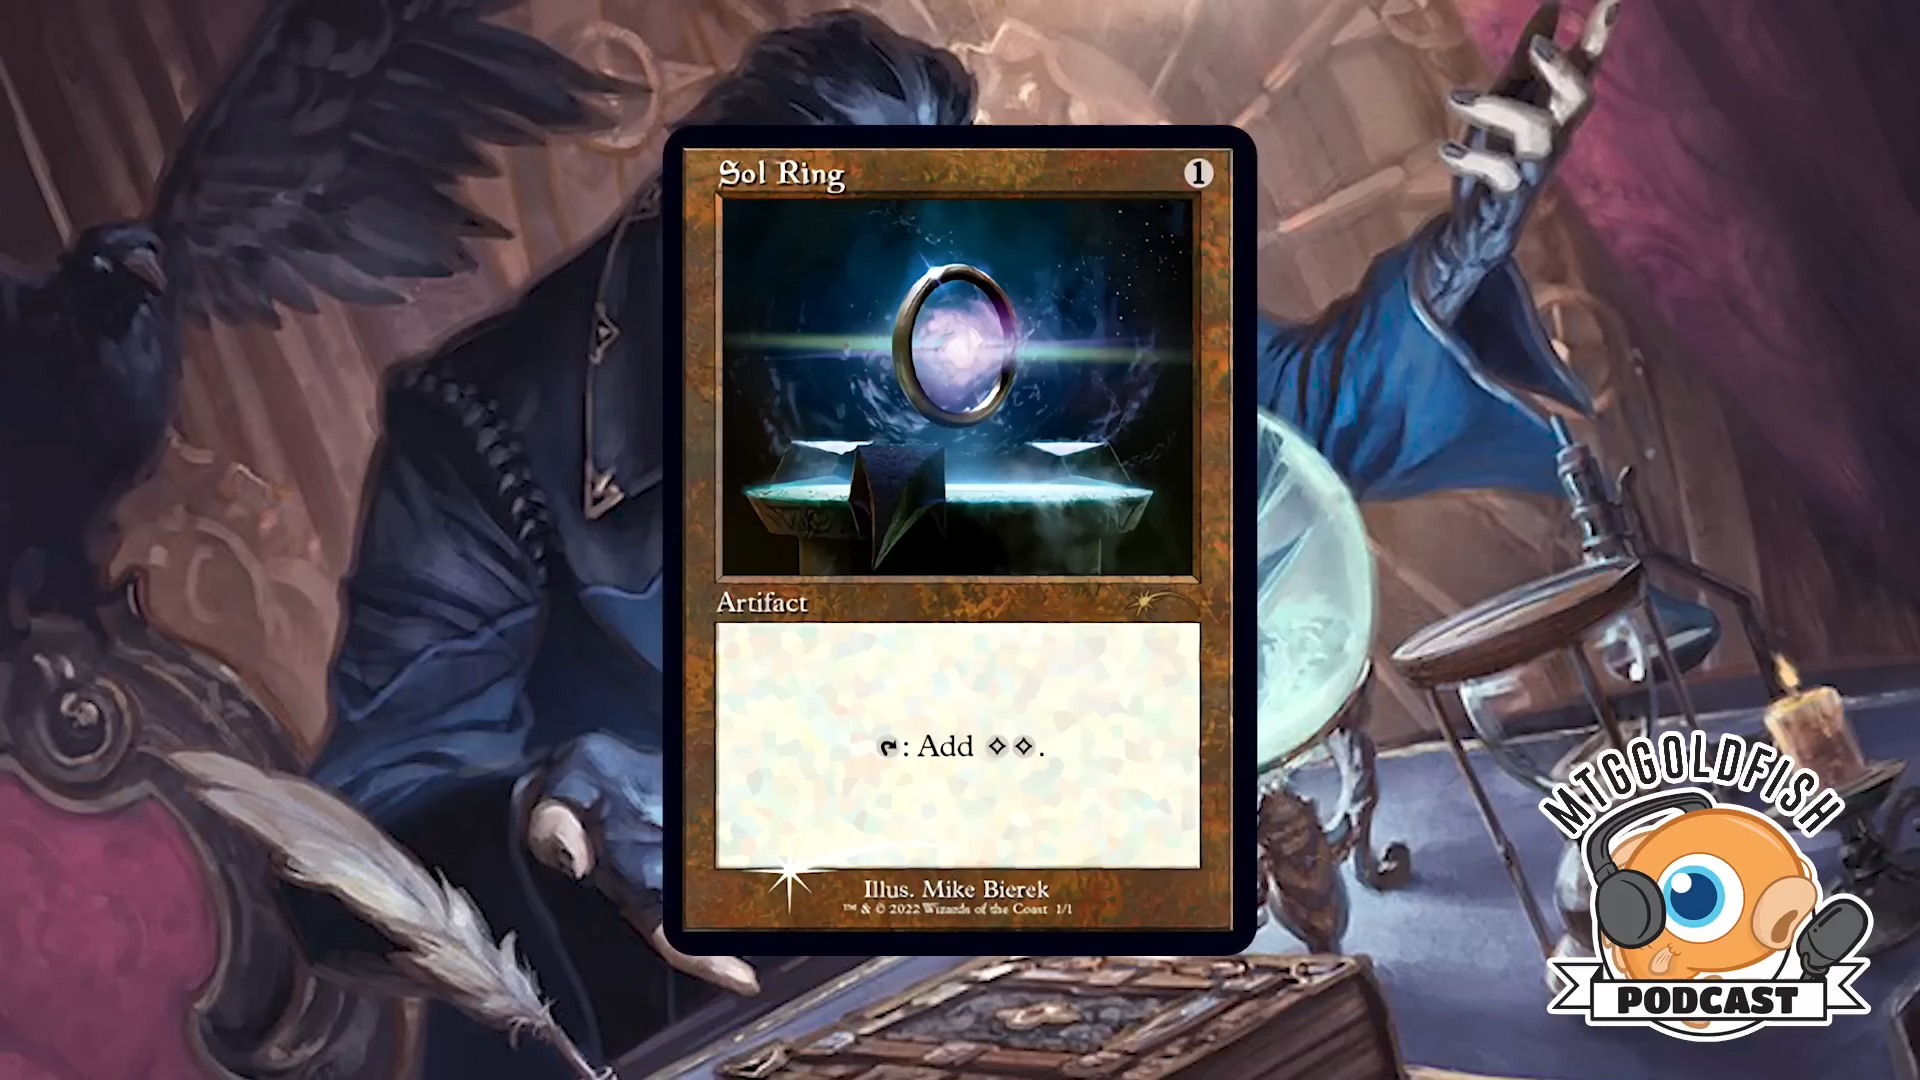 Sol Ring
1
Artifact
: Add .
Illus. Mike Bierek
™ & © 2022 Wizards of the Coast 1/1
MTGGOLDFISH
PODCAST